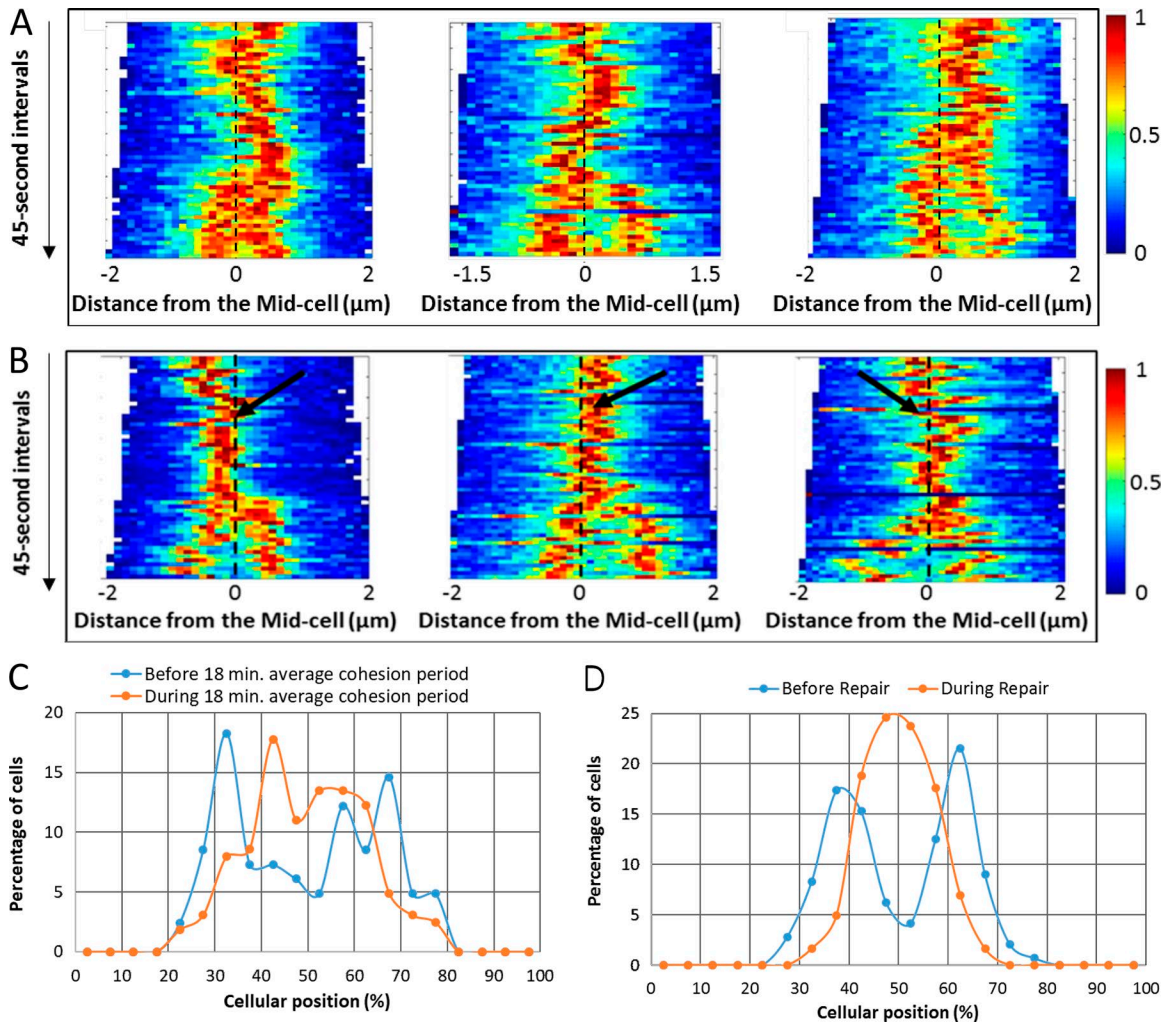 A
45-second intervals
-2 0 2
-1.5 0 1.5
-2 0 2
1
0.5
0
Distance from the Mid-cell (µm) Distance from the Mid-cell (µm) Distance from the Mid-cell (µm)
B
45-second intervals
-2 0 2
-2 0 2
-2 0 2
1
0.5
0
Distance from the Mid-cell (µm) Distance from the Mid-cell (µm) Distance from the Mid-cell (µm)
C
Before 18 min. average cohesion period
During 18 min. average cohesion period
Percentage of cells
20
15
10
5
0
0 10 20 30 40 50 60 70 80 90 100
Cellular position (%)
D
Before Repair During Repair
Percentage of cells
25
20
15
10
5
0
0 10 20 30 40 50 60 70 80 90 100
Cellular position (%)